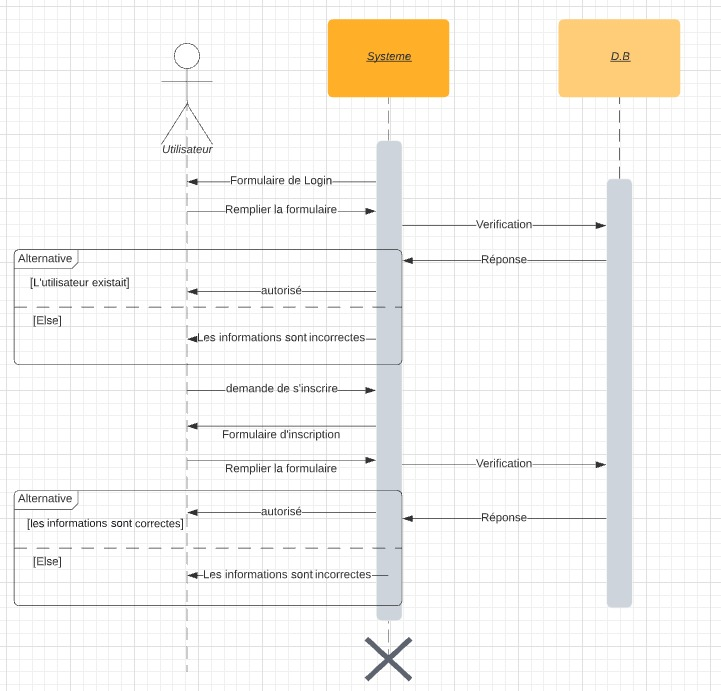 Systeme
D.B
Utilisateur
Formulaire de Login
Remplier la formulaire
Verification
Alternative
Réponse
[L'utilisateur existait]
autorisé
[Else]
Les informations sont incorrectes
demande de s'inscrire
Formulaire d'inscription
Remplier la formulaire
Verification
Alternative
autorisé
Réponse
[les informations sont correctes]
[Else]
Les informations sont incorrectes